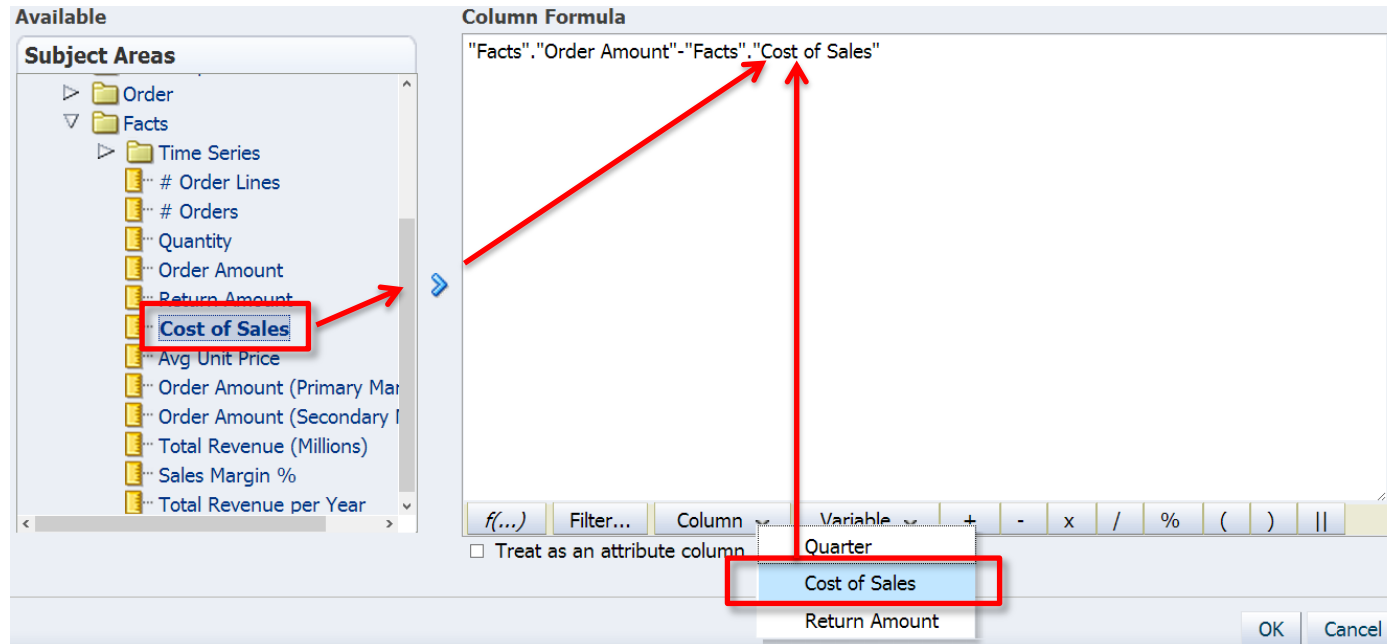 Available
Subject Areas
Order
Facts
Time Series
# Order Lines
# Orders
Quantity
Order Amount
Return Amount
Cost of Sales
Avg Unit Price
Order Amount (Primary Mar
Order Amount (Secondary
Total Revenue (Millions)
Sales Margin %
Total Revenue per Year
Column Formula
"Facts"."Order Amount"-"Facts"."Cost of Sales"
f(...) Filter... Column Variable + - x / % ( ) ||
Treat as an attribute column
Quarter
Cost of Sales
Return Amount
OK Cancel